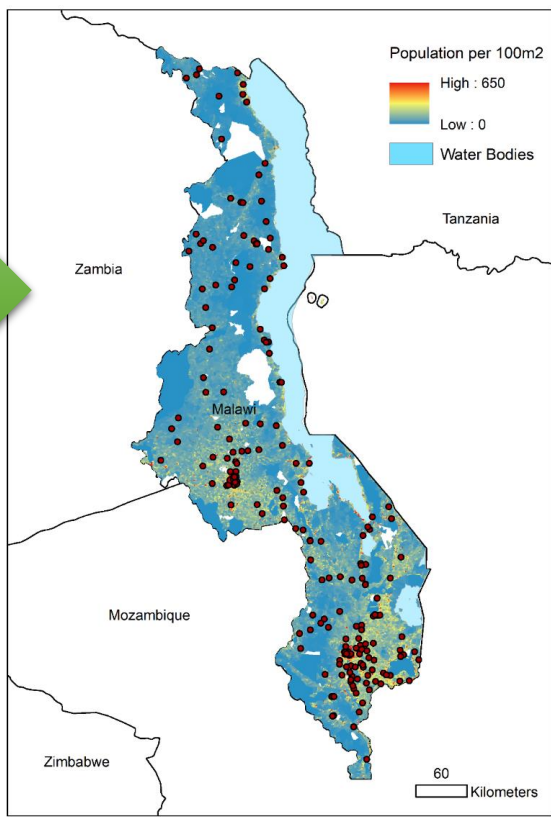 Population per 100m2
High : 650
Low : 0
Water Bodies
Tanzania
Zambia
Malawi
Mozambique
Zimbabwe
60
Kilometers